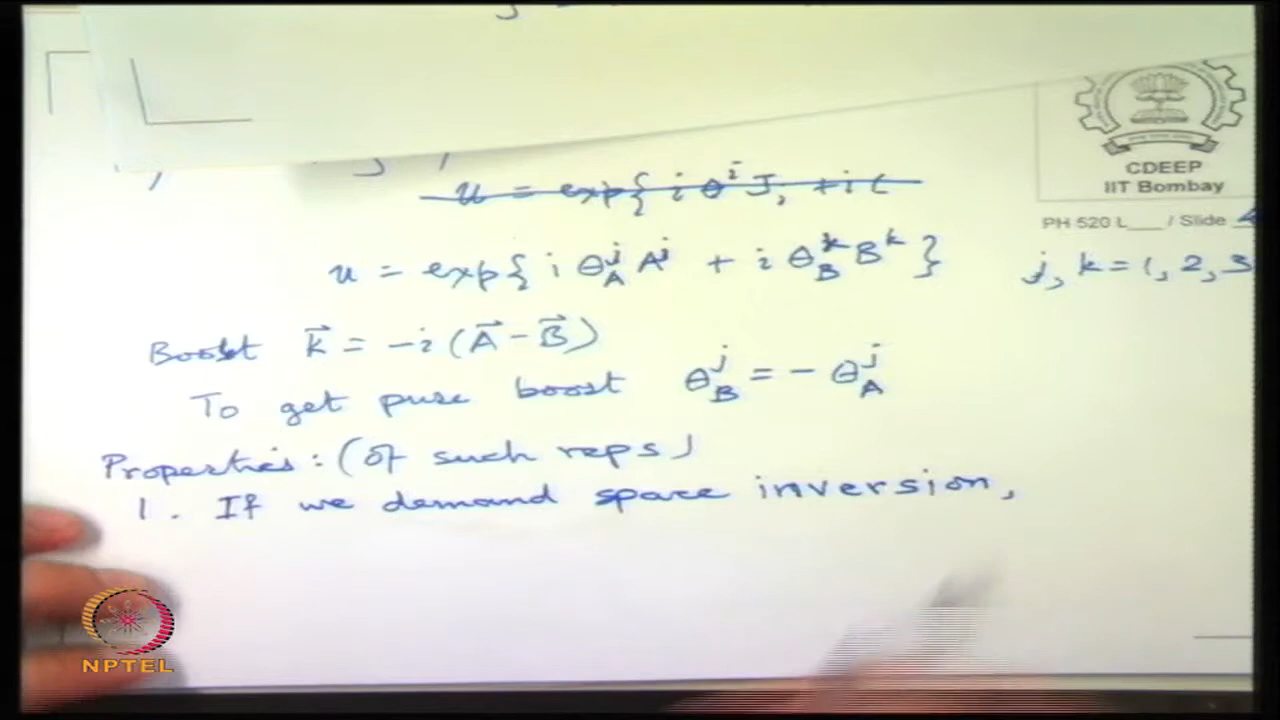 CDEEP
IIT Bombay
PH 520 L___ / Slide
u = exp{ i θ^i J_i + i
u = exp{ i θ_A^j A^j + i θ_B^k B^k } j, k = 1, 2, 3
Boost K⃗ = -i (A⃗ - B⃗)
To get pure boost θ_B^j = - θ_A^j
Properties : (of such reps)
1. If we demand space inversion,
NPTEL